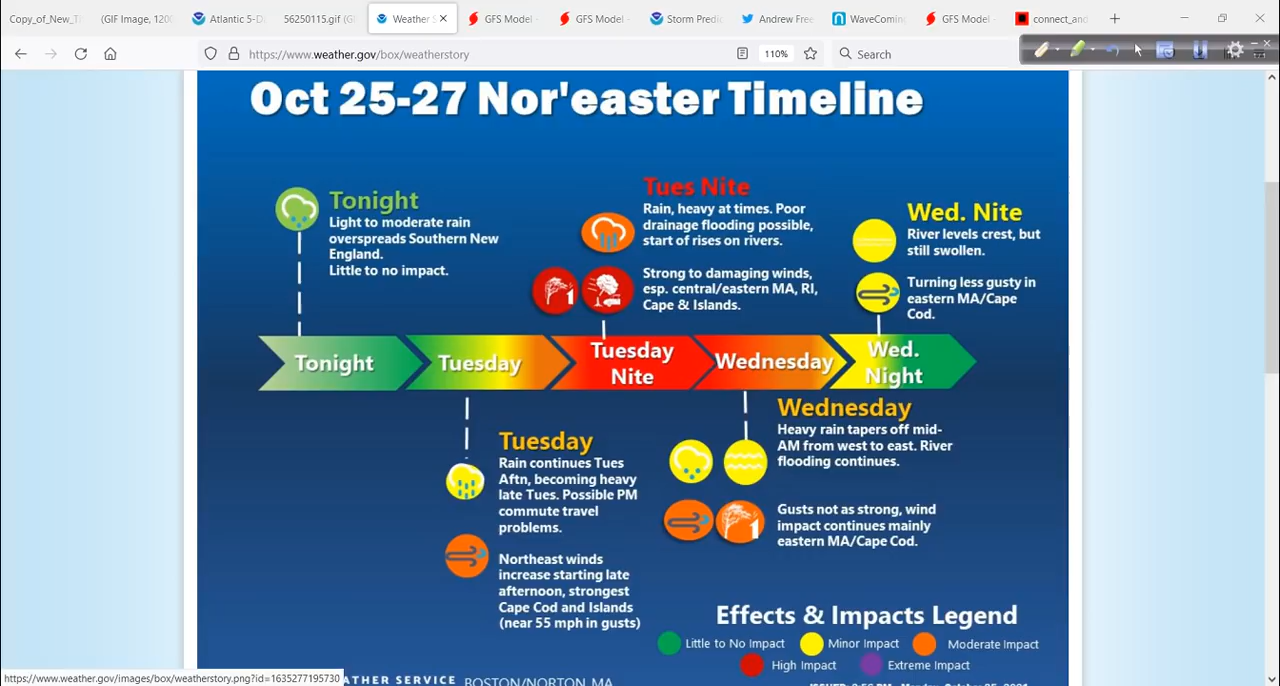 Copy_of_New_T
(GIF Image, 120
Atlantic 5-D
56250115.gif (G
Weather S
GFS Model -
GFS Model -
Storm Predi
Andrew Free
WaveComing
GFS Model -
connect_and
https://www.weather.gov/box/weatherstory
110%
Search
Oct 25-27 Nor'easter Timeline
Tonight
Light to moderate rain
overspreads Southern New
England.
Little to no impact.
Tues Nite
Rain, heavy at times. Poor
drainage flooding possible,
start of rises on rivers.
Strong to damaging winds,
esp. central/eastern MA, RI,
Cape & Islands.
Wed. Nite
River levels crest, but
still swollen.
Turning less gusty in
eastern MA/Cape
Cod.
Tonight
Tuesday
Tuesday
Nite
Wednesday
Wed.
Night
Tuesday
Rain continues Tues
Aftn, becoming heavy
late Tues. Possible PM
commute travel
problems.
Northeast winds
increase starting late
afternoon, strongest
Cape Cod and Islands
(near 55 mph in gusts)
Wednesday
Heavy rain tapers off mid-
AM from west to east. River
flooding continues.
Gusts not as strong, wind
impact continues mainly
eastern MA/Cape Cod.
Effects & Impacts Legend
Little to No Impact
Minor Impact
Moderate Impact
High Impact
Extreme Impact
https://www.weather.gov/images/box/weatherstory.png?id=1635277195730
ATHER SERVICE
BOSTON/NORTON, MA